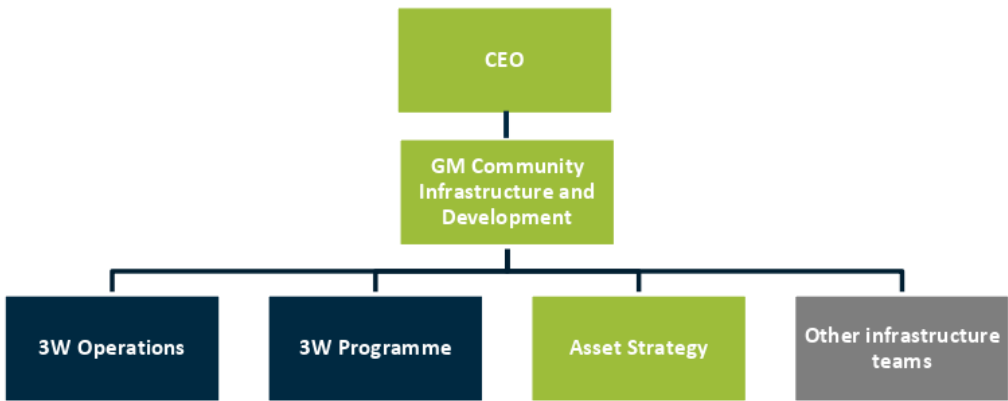 CEO
GM Community
Infrastructure and
Development
3W Operations
3W Programme
Asset Strategy
Other infrastructure
teams